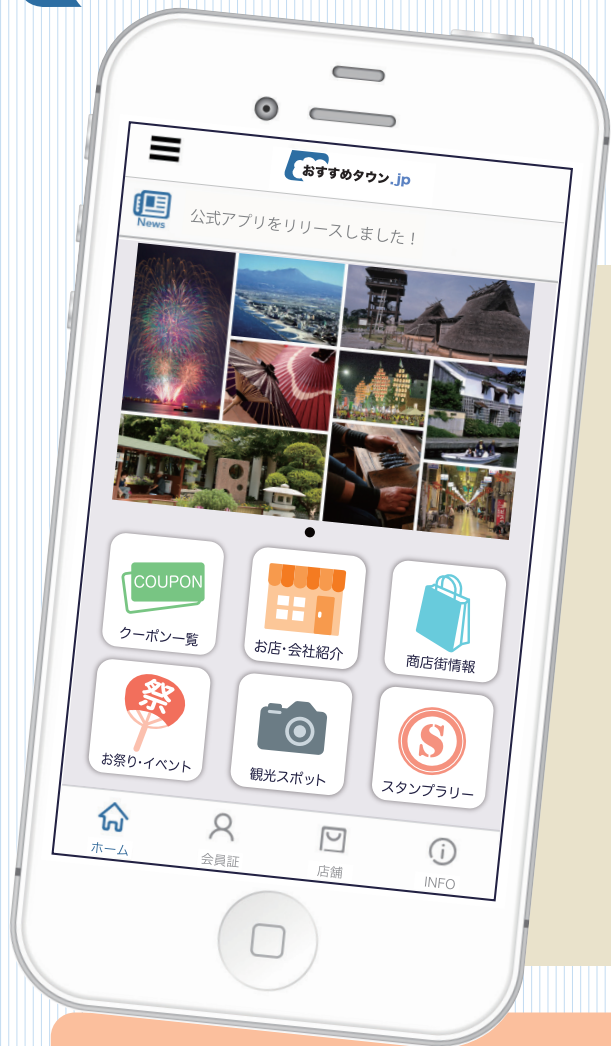 おすすめタウン.jp
News
公式アプリをリリースしました！
COUPON
クーポン一覧
お店・会社紹介
商店街情報
祭
お祭り・イベント
観光スポット
S
スタンプラリー
ホーム
会員証
店舗
INFO